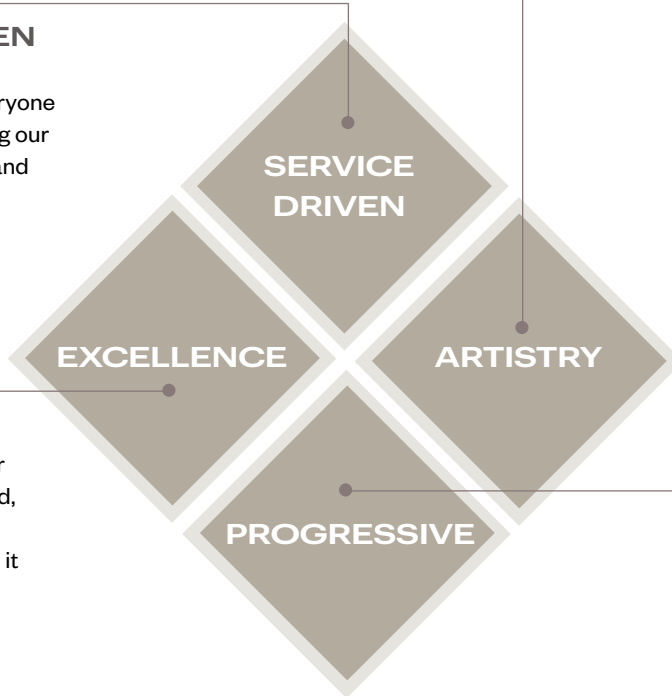 EN
ryone
g our
and
SERVICE
DRIVEN
EXCELLENCE
ARTISTRY
r
d,
it
PROGRESSIVE